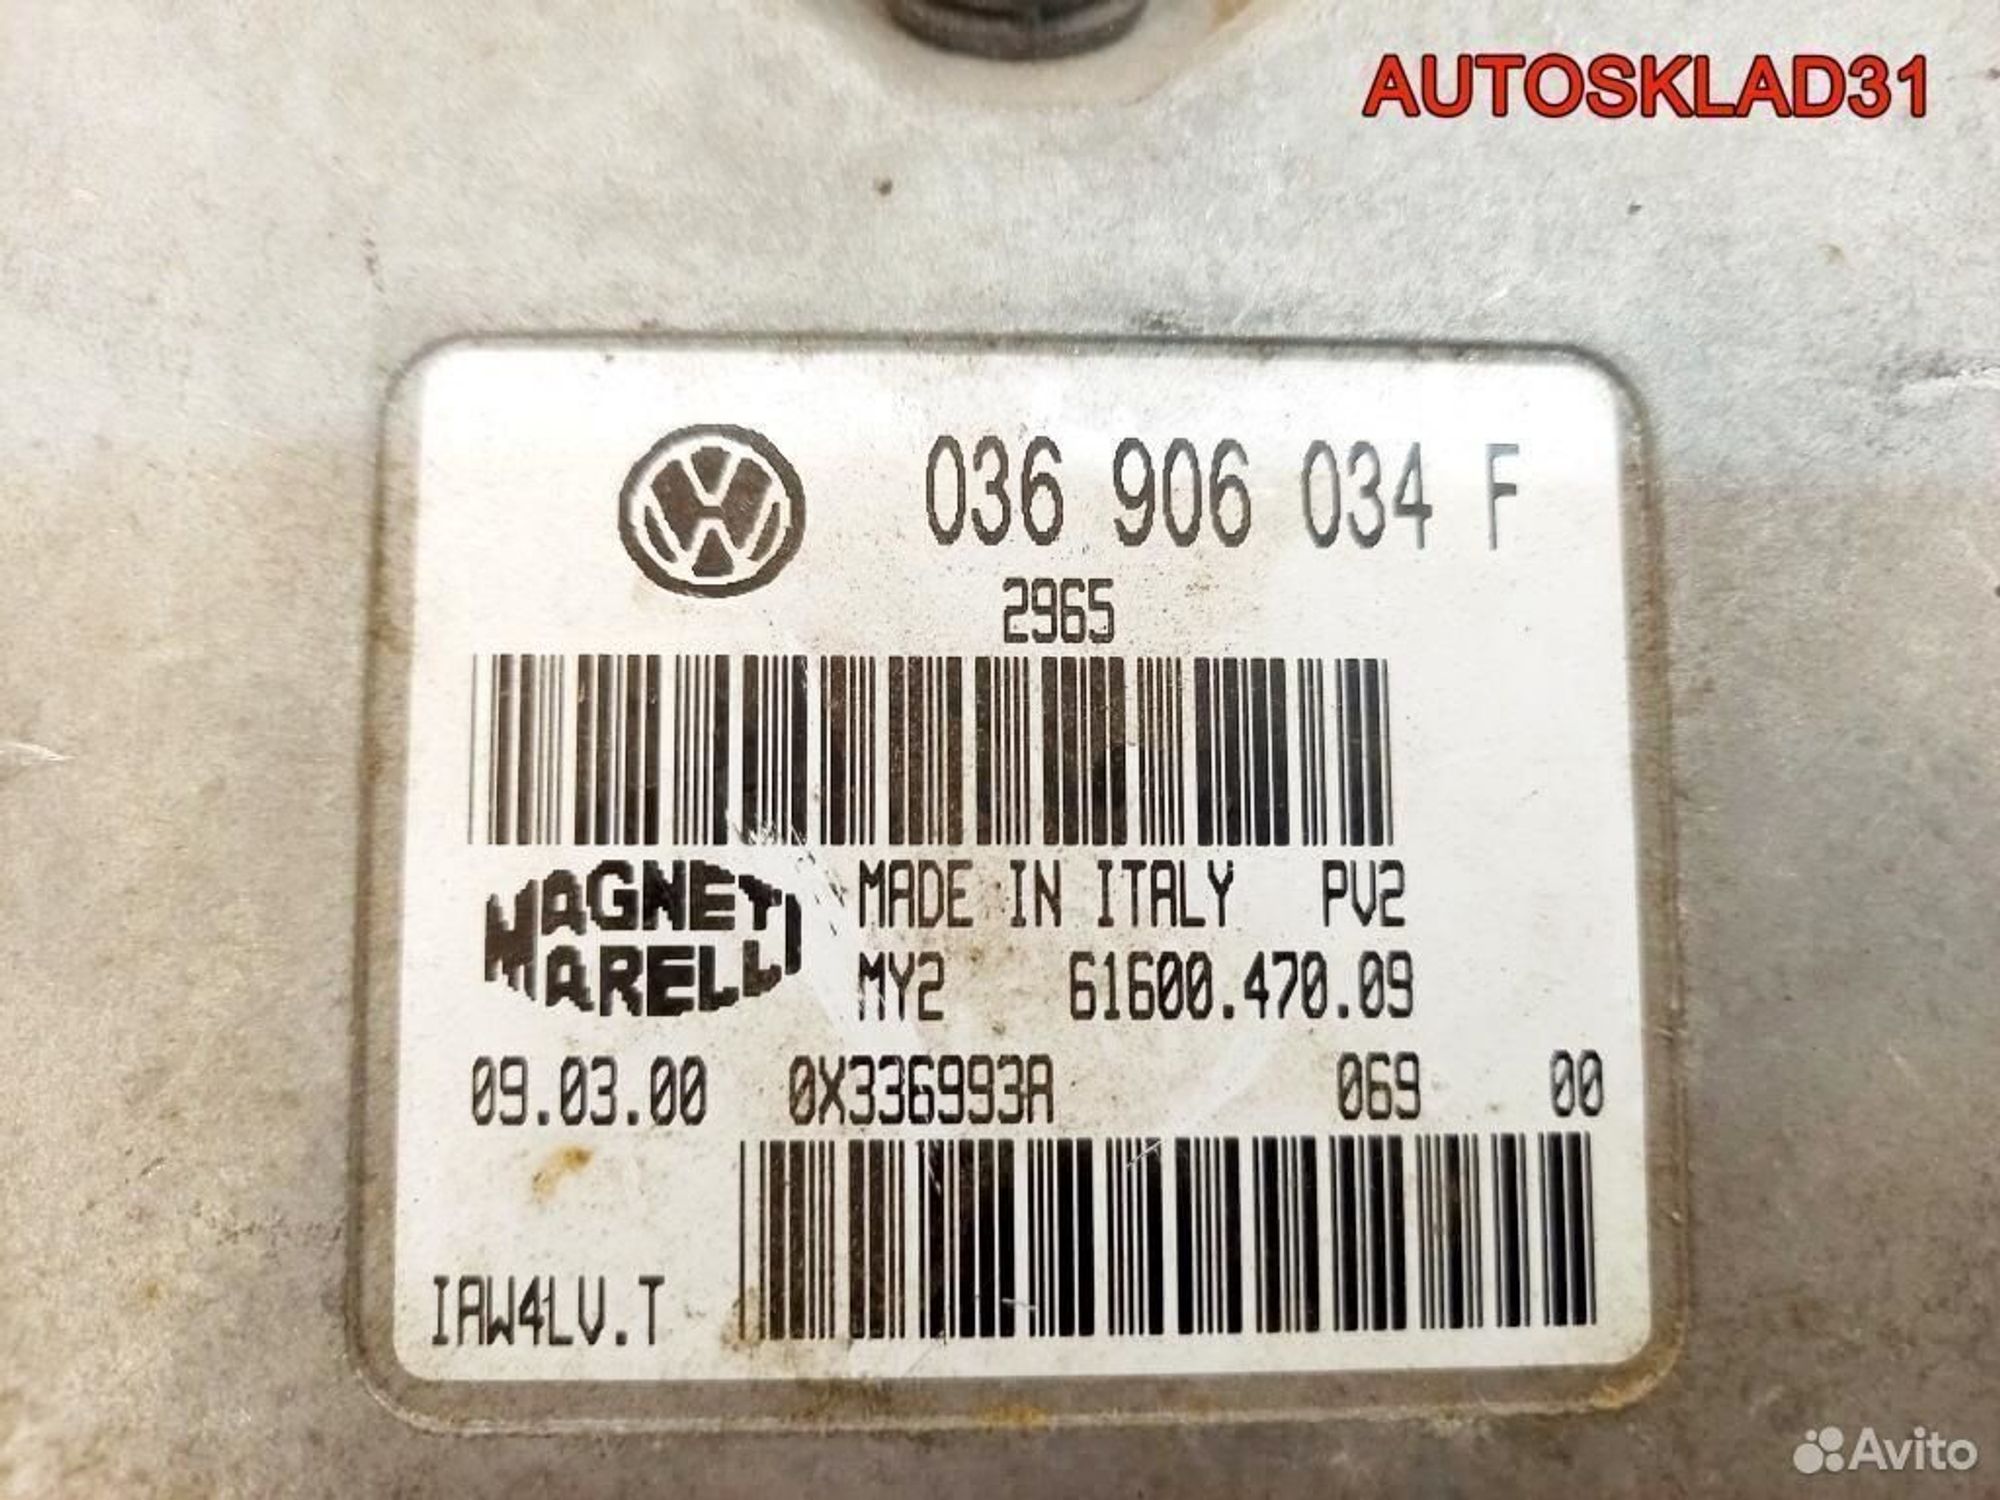 AUTOSKLAD31
036 906 034 F
2965
MAGNETI MARELLI
MADE IN ITALY PV2
MY2 61600.470.09
09.03.00 0X336993A 069 00
IAW4LV.T
Avito